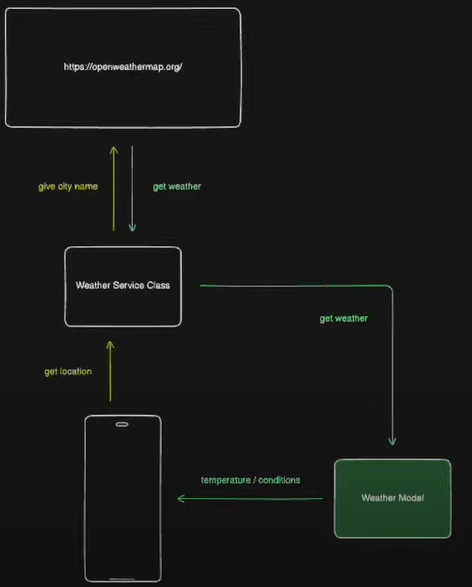 https://openweathermap.org/
give city name
get weather
Weather Service Class
get weather
get location
temperature / conditions
Weather Model